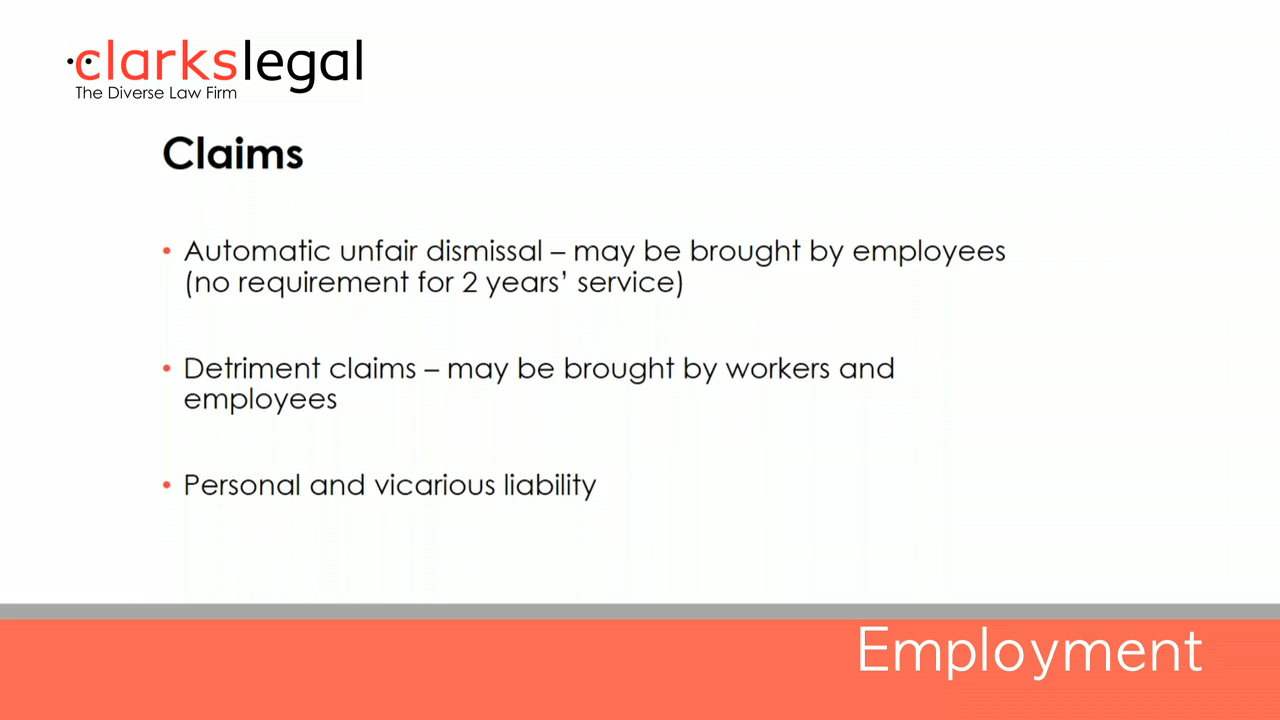 clarkslegal
The Diverse Law Firm
Claims
• Automatic unfair dismissal – may be brought by employees
(no requirement for 2 years’ service)
• Detriment claims – may be brought by workers and
employees
• Personal and vicarious liability
Employment